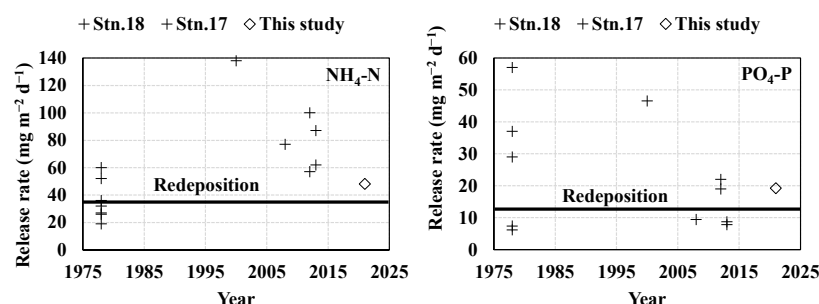 + Stn.18 + Stn.17 ◇ This study
NH₄-N
Release rate (mg m⁻² d⁻¹)
140
120
100
80
60
40
20
0
Redeposition
1975 1985 1995 2005 2015 2025
Year
+ Stn.18 + Stn.17 ◇ This study
PO₄-P
Release rate (mg m⁻² d⁻¹)
60
50
40
30
20
10
0
Redeposition
1975 1985 1995 2005 2015 2025
Year